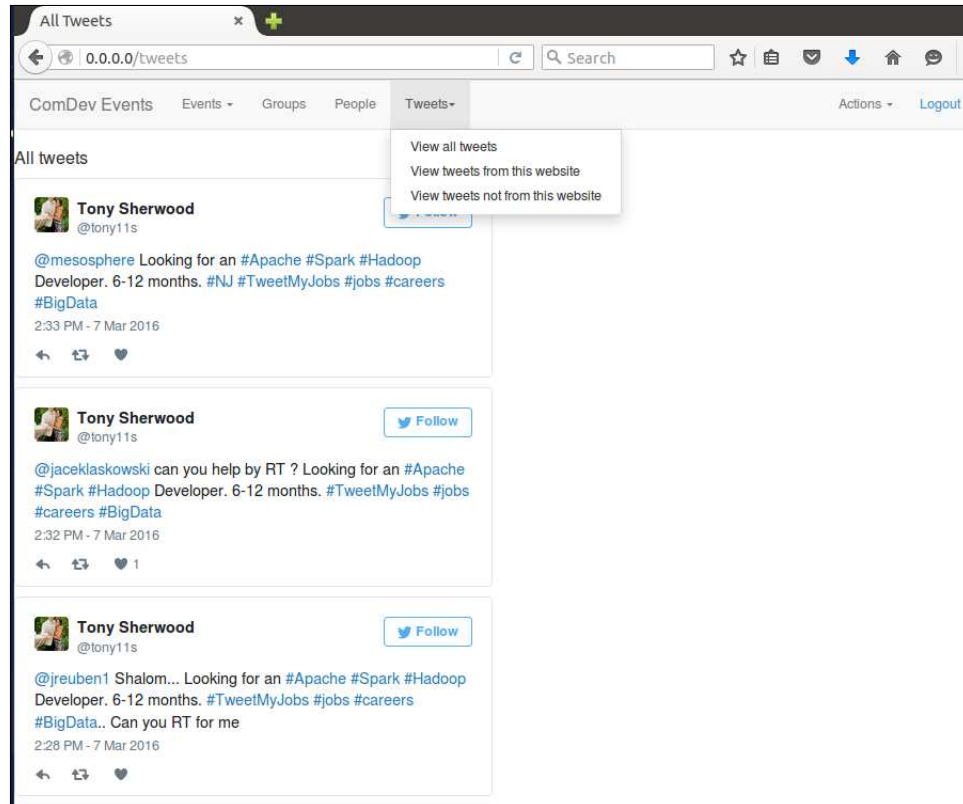 All Tweets
0.0.0.0/tweets
Search
ComDev Events Events Groups People Tweets Actions Logout
View all tweets
View tweets from this website
View tweets not from this website
All tweets
Tony Sherwood
@tony11s
Follow
@mesosphere Looking for an #Apache #Spark #Hadoop
Developer. 6-12 months. #NJ #TweetMyJobs #jobs #careers
#BigData
2:33 PM - 7 Mar 2016
Tony Sherwood
@tony11s
Follow
@jaceklaskowski can you help by RT ? Looking for an #Apache
#Spark #Hadoop Developer. 6-12 months. #TweetMyJobs #jobs
#careers #BigData
2:32 PM - 7 Mar 2016
1
Tony Sherwood
@tony11s
Follow
@jreuben1 Shalom... Looking for an #Apache #Spark #Hadoop
Developer. 6-12 months. #TweetMyJobs #jobs #careers
#BigData.. Can you RT for me
2:28 PM - 7 Mar 2016